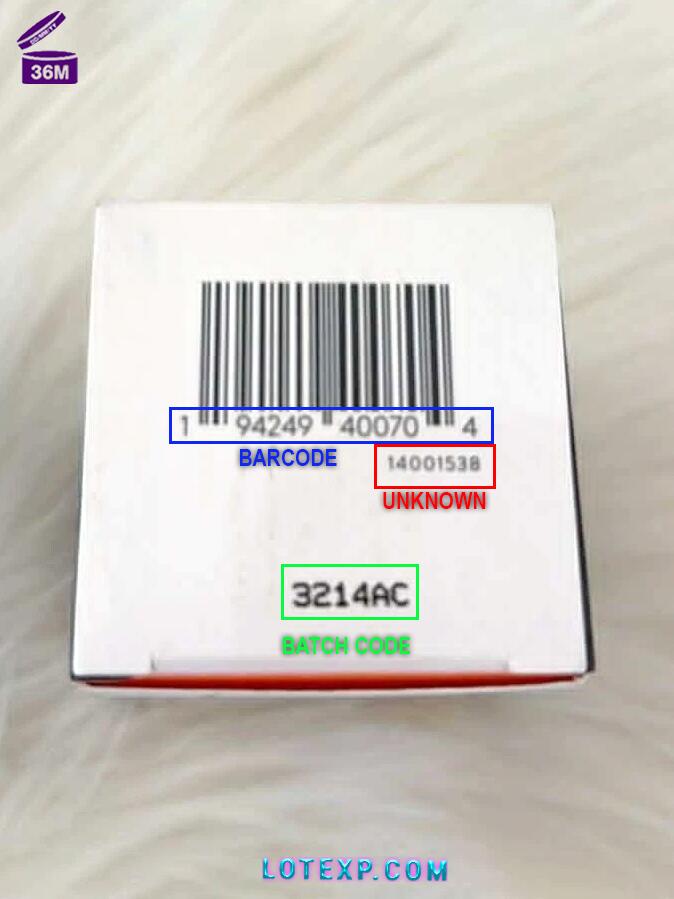 36M
1 94249 40070 4
BARCODE
14001538
UNKNOWN
3214AC
BATCH CODE
LOTEXP.COM